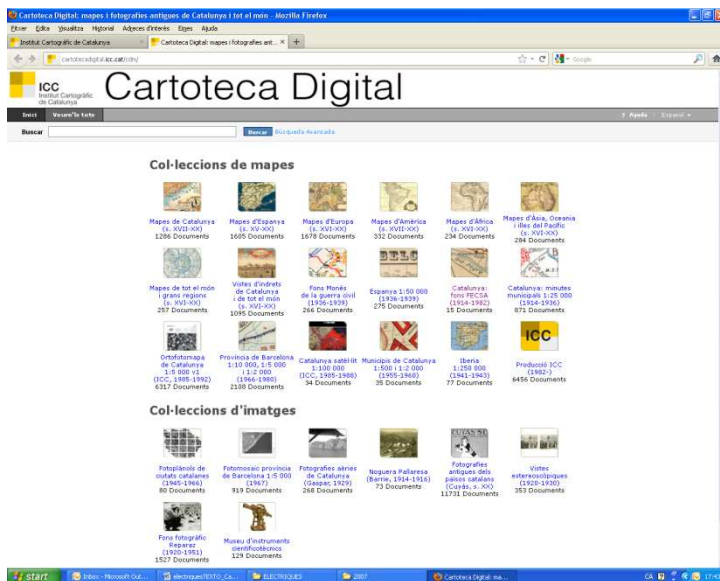 Cartoteca Digital: mapes i fotografies antigues de Catalunya i tot el món - Mozilla Firefox
Fitxer Edita Visualitza Historial Adreces d'interès Eines Ajuda
Institut Cartogràfic de Catalunya
Cartoteca Digital: mapes i fotografies ant...
cartotecadigital.icc.cat/cdm/
Google
ICC
Institut Cartogràfic
de Catalunya
Cartoteca Digital
Inici Veure'ls tots
? Ayuda Español
Buscar
Buscar
Búsqueda Avanzada
Col·leccions de mapes
Mapes de Catalunya
(s. XVII-XX)
1286 Documents
Mapes d'Espanya
(s. XV-XX)
1605 Documents
Mapes d'Europa
(s. XVI-XX)
1678 Documents
Mapes d'Amèrica
(s. XVII-XX)
332 Documents
Mapes d'Àfrica
(s. XVI-XX)
234 Documents
Mapes d'Àsia, Oceania
i illes del Pacífic
(s. XVI-XX)
284 Documents
Mapes de tot el món
i grans regions
(s. XVI-XX)
257 Documents
Vistes d'indrets
de Catalunya
i de tot el món
1095 Documents
Fons Monés
de la guerra civil
(1936-1939)
266 Documents
BELC
Espanya 1:50 000
(1936-1939)
275 Documents
Catalunya:
fons FECSA
(1914-1982)
15 Documents
Catalunya: minutes
municipals 1:25 000
(1914-1936)
871 Documents
Ortofotomapa
de Catalunya
1:5 000 v1
(ICC, 1985-1992)
6317 Documents
Província de Barcelona
1:10 000, 1:5 000
i 1:2 000
(1966-1980)
2108 Documents
Catalunya satèl·lit
1:100 000
(ICC, 1985-1988)
34 Documents
Municipis de Catalunya
1:500 i 1:2 000
(1955-1968)
35 Documents
Iberia
1:250 000
(1941-1943)
77 Documents
ICC
Producció ICC
(1982-)
6456 Documents
Col·leccions d'imatges
Fotoplànols de
ciutats catalanes
(1945-1966)
80 Documents
Fotomosaic província
de Barcelona 1:5 000
(1967)
919 Documents
Fotografies aèries
de Catalunya
(Gaspar, 1929)
268 Documents
Noguera Pallaresa
(Barrie, 1914-1916)
73 Documents
Fotografies
antigues dels
països catalans
(Cuyàs, s. XX)
11731 Documents
Vistes
estereoscòpiques
(1920-1930)
353 Documents
Fons fotogràfic
Reparaz
(1920-1951)
1527 Documents
Museu d'instruments
cientificotècnics
129 Documents
start
Inbox - Microsoft Out...
electriquesTEXTO_Ca...
ELECTRIQUES
2007
Cartoteca Digital: ma...
CA